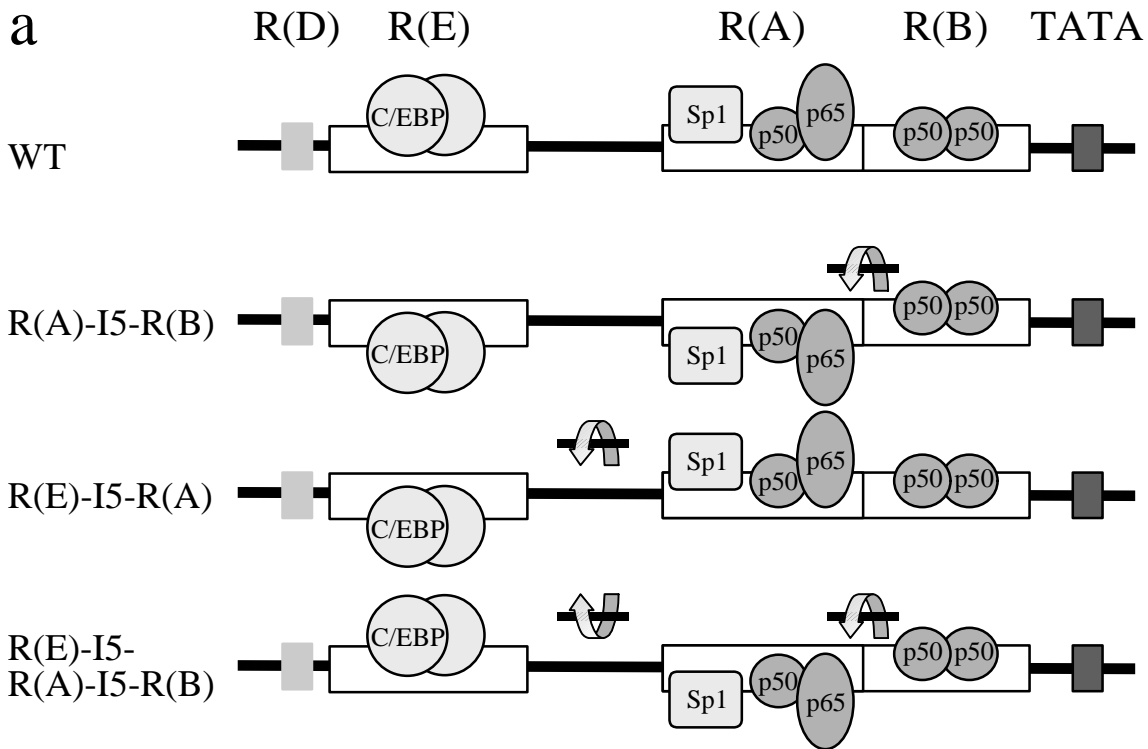 a
R(D) R(E) R(A) R(B) TATA
WT
C/EBP Sp1 p50 p65 p50 p50
R(A)-I5-R(B)
C/EBP Sp1 p50 p65 p50 p50
R(E)-I5-R(A)
C/EBP Sp1 p50 p65 p50 p50
R(E)-I5-
R(A)-I5-R(B)
C/EBP Sp1 p50 p65 p50 p50